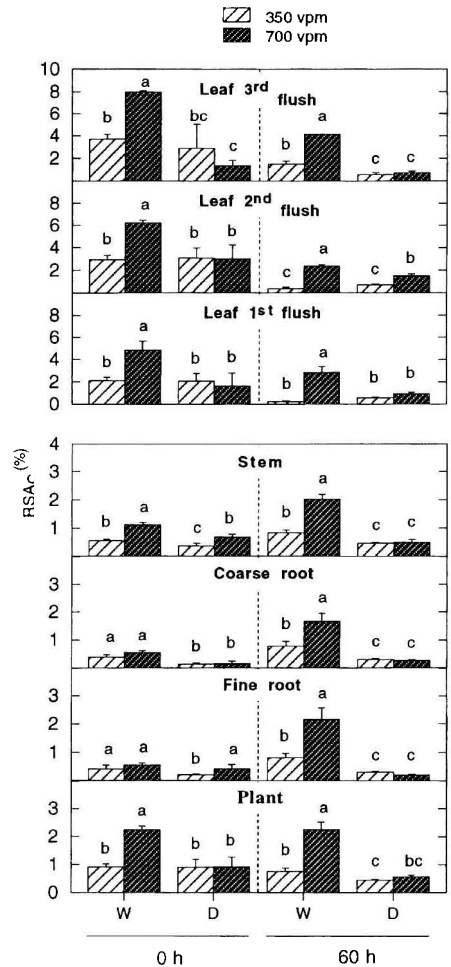 350 vpm
700 vpm
Leaf 3rd flush
10
8
6
4
2
b a bc c b a c c
Leaf 2nd flush
8
6
4
2
b a b b c a c b
Leaf 1st flush
8
6
4
2
0
b a b b b a b b
RSAC (%)
Stem
4
3
2
1
b a c b b a c c
Coarse root
3
2
1
a a b b b a c c
Fine root
3
2
1
a a b a b a c c
Plant
3
2
1
0
b a b b b a c bc
W D W D
0 h 60 h